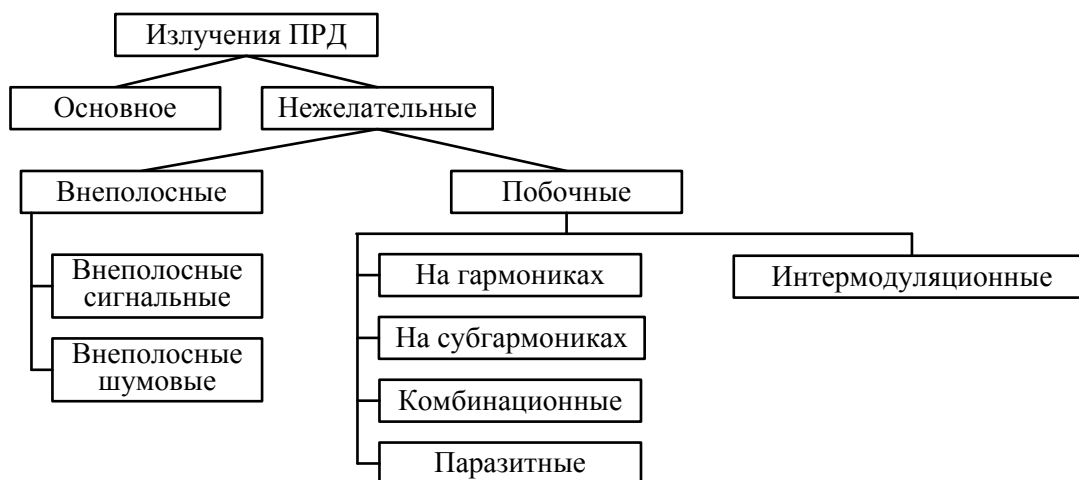 Излучения ПРД
Основное
Нежелательные
Внеполосные
Побочные
Внеполосные
сигнальные
Внеполосные
шумовые
На гармониках
На субгармониках
Комбинационные
Паразитные
Интермодуляционные